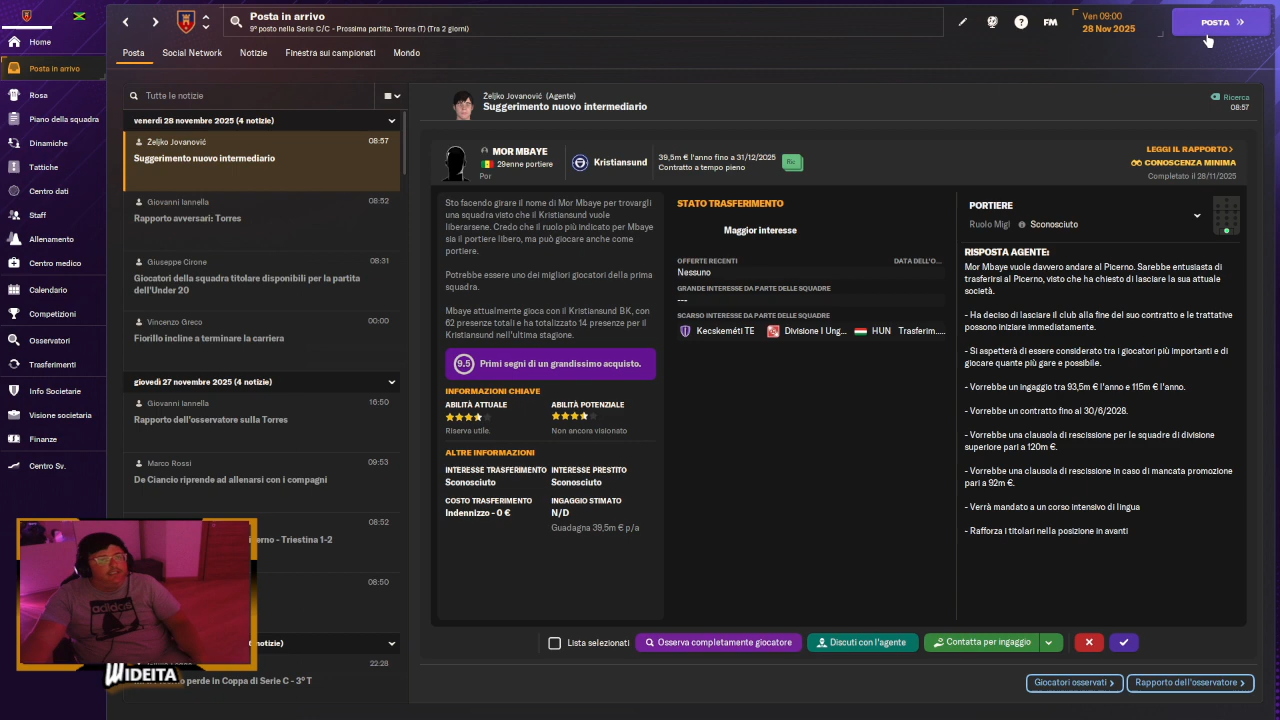 Posta in arrivo
9° posto nella Serie C/C - Prossima partita: Torres (T) (Tra 2 giorni)
FM
Ven 09:00
28 Nov 2025
POSTA
Home
Posta in arrivo
Rosa
Piano della squadra
Dinamiche
Tattiche
Centro dati
Staff
Allenamento
Centro medico
Calendario
Competizioni
Osservatori
Trasferimenti
Info Societarie
Visione societaria
Finanze
Centro Sv.
Posta
Social Network
Notizie
Finestra sui campionati
Mondo
Tutte le notizie
venerdì 28 novembre 2025 (4 notizie)
Željko Jovanović 08:57
Suggerimento nuovo intermediario
Giovanni Iannella 08:52
Rapporto avversari: Torres
Giuseppe Cirone 08:31
Giocatori della squadra titolare disponibili per la partita
dell'Under 20
Vincenzo Greco 00:00
Fiorillo incline a terminare la carriera
giovedì 27 novembre 2025 (4 notizie)
Giovanni Iannella 16:50
Rapporto dell'osservatore sulla Torres
Marco Rossi 09:53
De Ciancio riprende ad allenarsi con i compagni
08:52
erno - Triestina 1-2
08:50
notizie)
22:28
perde in Coppa di Serie C - 3° T
adidas
WIDEITA
Željko Jovanović (Agente)
Suggerimento nuovo intermediario
Ricerca
08:57
MOR MBAYE
29enne portiere
Por
Kristiansund
39,5m € l'anno fino a 31/12/2025
Contratto a tempo pieno
Ric
LEGGI IL RAPPORTO
CONOSCENZA MINIMA
Completato il 28/11/2025
Sto facendo girare il nome di Mor Mbaye per trovargli
una squadra visto che il Kristiansund vuole
liberarsene. Credo che il ruolo più indicato per Mbaye
sia il portiere libero, ma può giocare anche come
portiere.
Potrebbe essere uno dei migliori giocatori della prima
squadra.
Mbaye attualmente gioca con il Kristiansund BK, con
62 presenze totali e ha totalizzato 14 presenze per il
Kristiansund nell'ultima stagione.
9.5 Primi segni di un grandissimo acquisto.
INFORMAZIONI CHIAVE
ABILITÀ ATTUALE ABILITÀ POTENZIALE
Riserva utile. Non ancora visionato
ALTRE INFORMAZIONI
INTERESSE TRASFERIMENTO INTERESSE PRESTITO
Sconosciuto Sconosciuto
COSTO TRASFERIMENTO INGAGGIO STIMATO
Indennizzo - 0 € N/D
Guadagna 39,5m € p/a
STATO TRASFERIMENTO
Maggior interesse
OFFERTE RECENTI DATA DELL'O...
Nessuno
GRANDE INTERESSE DA PARTE DELLE SQUADRE
---
SCARSO INTERESSE DA PARTE DELLE SQUADRE
Kecskeméti TE Divisione I Ung... HUN Trasferim....
PORTIERE
Ruolo Migl Sconosciuto
RISPOSTA AGENTE:
Mor Mbaye vuole davvero andare al Picerno. Sarebbe entusiasta di
trasferirsi al Picerno, visto che ha chiesto di lasciare la sua attuale
società.
- Ha deciso di lasciare il club alla fine del suo contratto e le trattative
possono iniziare immediatamente.
- Si aspetterà di essere considerato tra i giocatori più importanti e di
giocare quante più gare e possibile.
- Vorrebbe un ingaggio tra 93,5m € l'anno e 115m € l'anno.
- Vorrebbe un contratto fino al 30/6/2028.
- Vorrebbe una clausola di rescissione per le squadre di divisione
superiore pari a 120m €.
- Vorrebbe una clausola di rescissione in caso di mancata promozione
pari a 92m €.
- Verrà mandato a un corso intensivo di lingua
- Rafforza i titolari nella posizione in avanti
Lista selezionati
Osserva completamente giocatore
Discuti con l'agente
Contatta per ingaggio
Giocatori osservati
Rapporto dell'osservatore